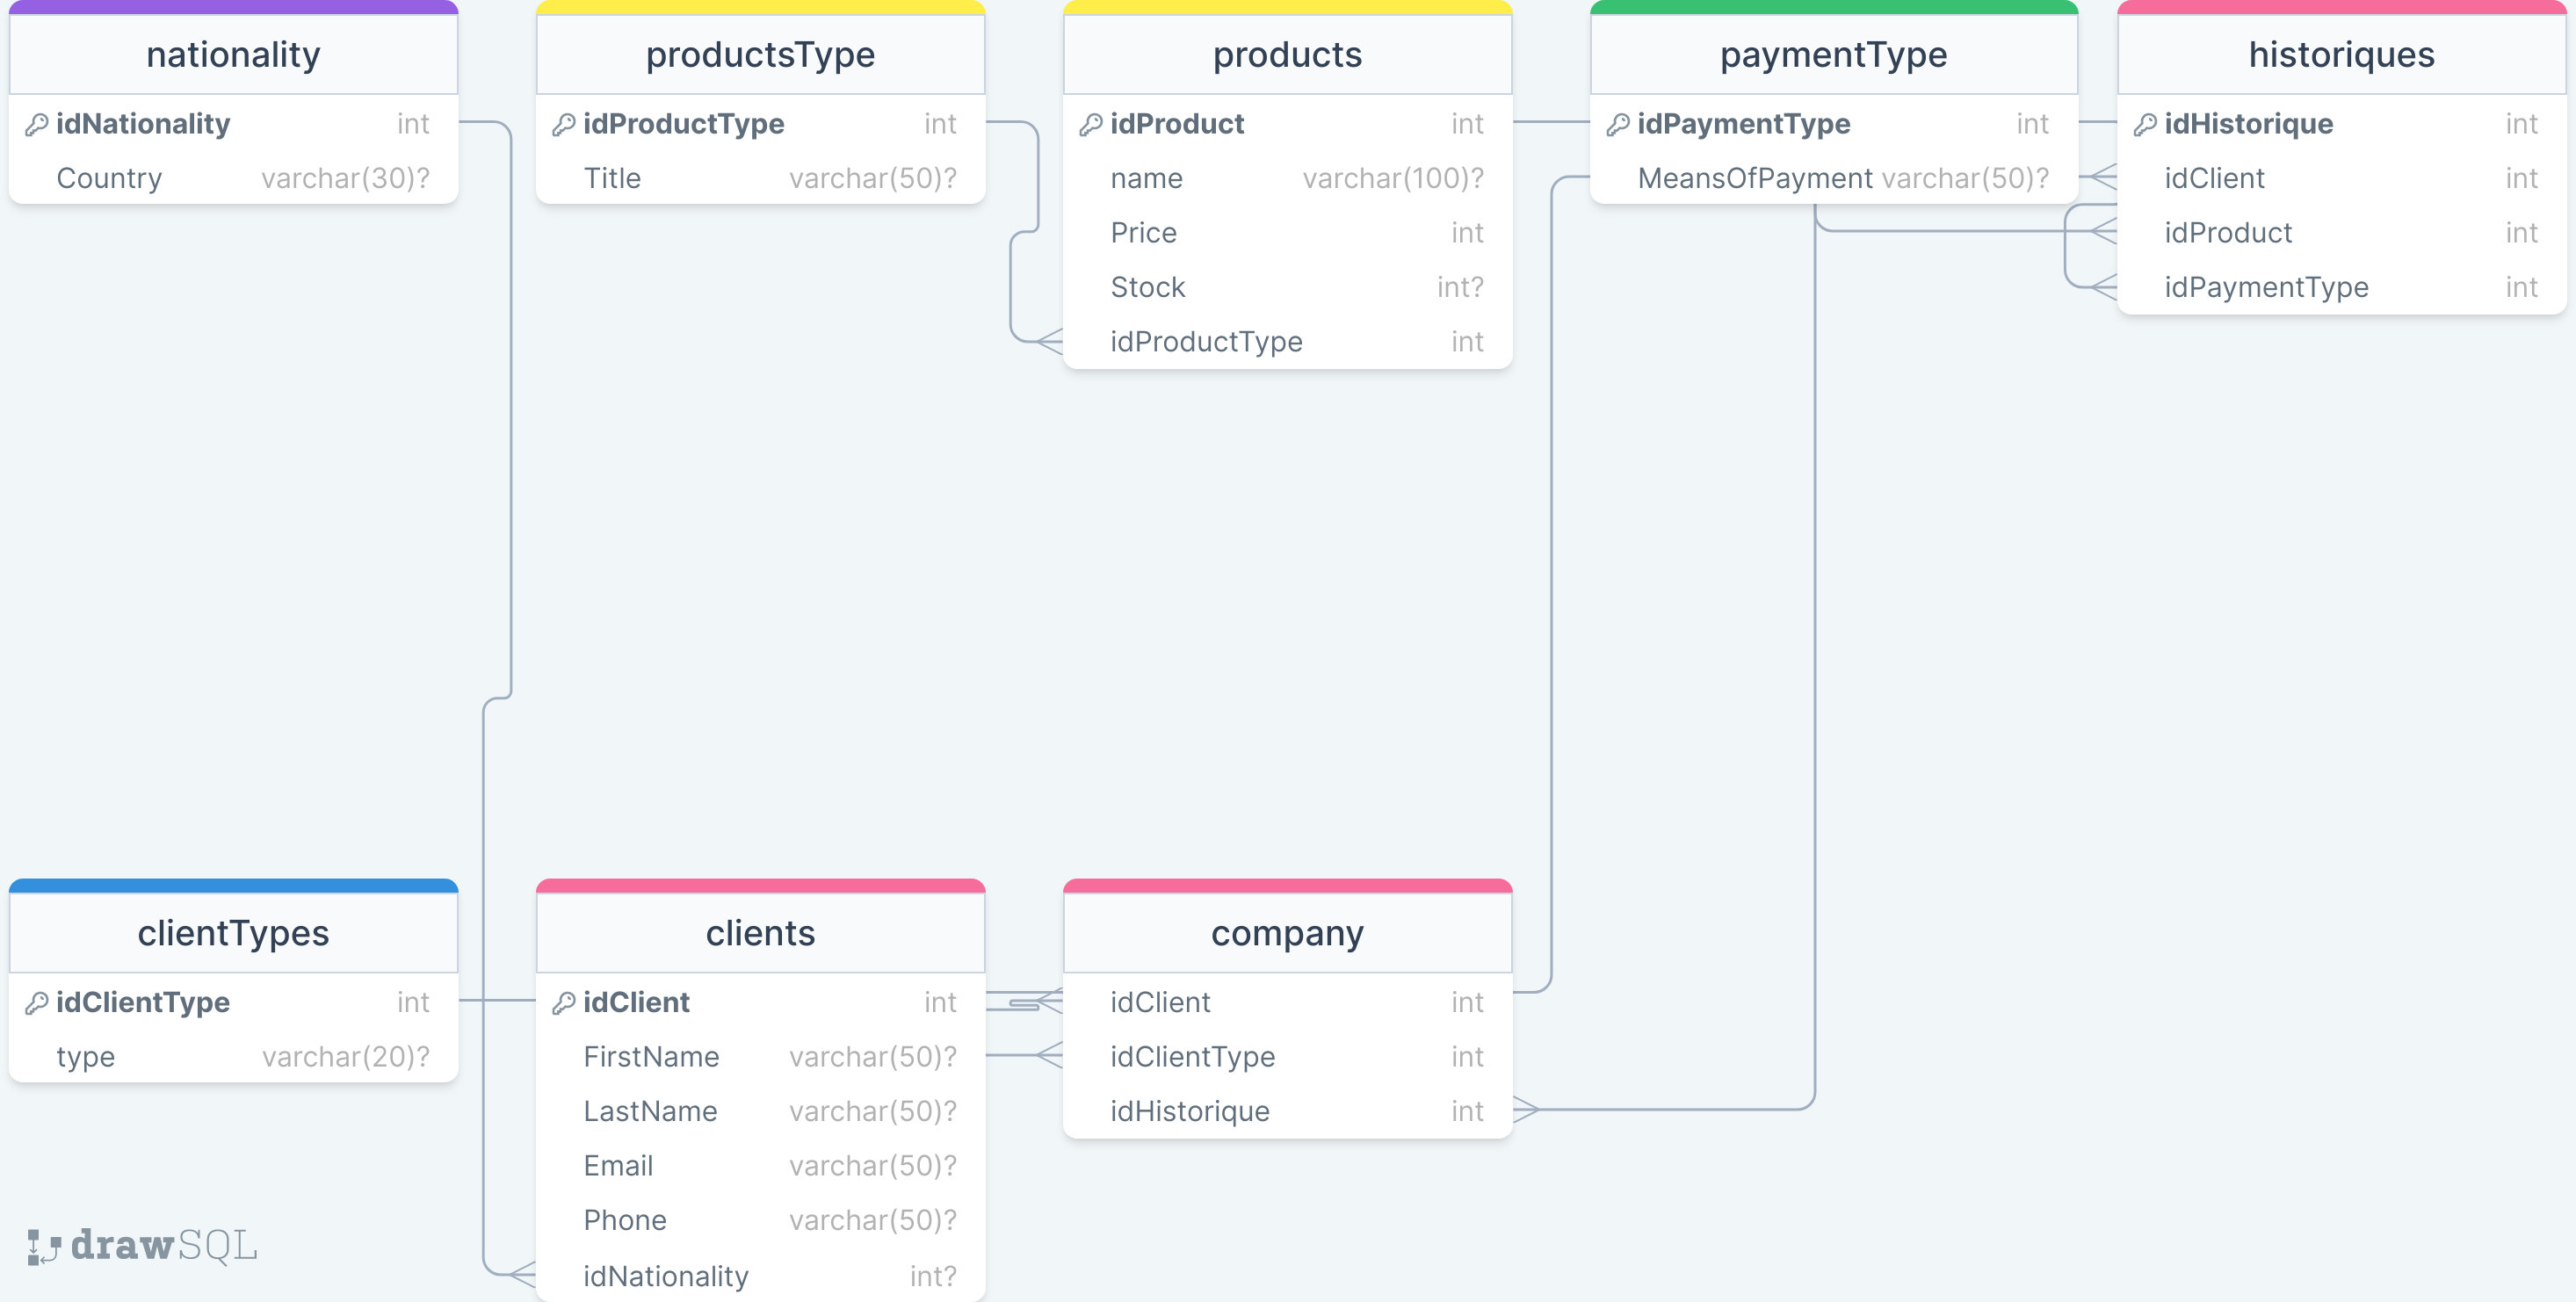 nationality
idNationality int
Country varchar(30)?
productsType
idProductType int
Title varchar(50)?
products
idProduct int
name varchar(100)?
Price int
Stock int?
idProductType int
paymentType
idPaymentType int
MeansOfPayment varchar(50)?
historiques
idHistorique int
idClient int
idProduct int
idPaymentType int
clientTypes
idClientType int
type varchar(20)?
clients
idClient int
FirstName varchar(50)?
LastName varchar(50)?
Email varchar(50)?
Phone varchar(50)?
idNationality int?
company
idClient int
idClientType int
idHistorique int
drawSQL